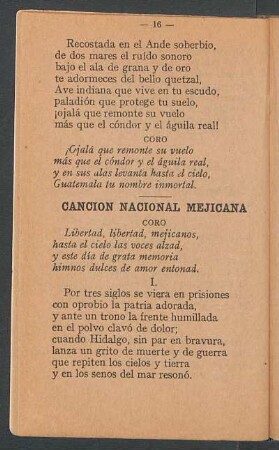 — 16 —
Recostada en el Ande soberbio,
de dos mares el ruído sonoro
bajo el ala de grana y de oro
te adormeces del bello quetzal,
Ave indiana que vive en tu escudo,
paladión que protege tu suelo,
¡ojalá que remonte su vuelo
más que el cóndor y el águila real!
CORO
¡Ojalá que remonte su vuelo
más que el cóndor y el águila real,
y en sus alas levanta hasta el cielo,
Guatemala tu nombre inmortal.
CANCION NACIONAL MEJICANA
CORO
Libertad, libertad, mejicanos,
hasta el cielo las voces alzad,
y este día de grata memoria
himnos dulces de amor entonad.
I.
Por tres siglos se viera en prisiones
con oprobio la patria adorada,
y ante un trono la frente humillada
en el polvo clavó de dolor;
cuando Hidalgo, sin par en bravura,
lanza un grito de muerte y de guerra
que repiten los cielos y tierra
y en los senos del mar resonó.